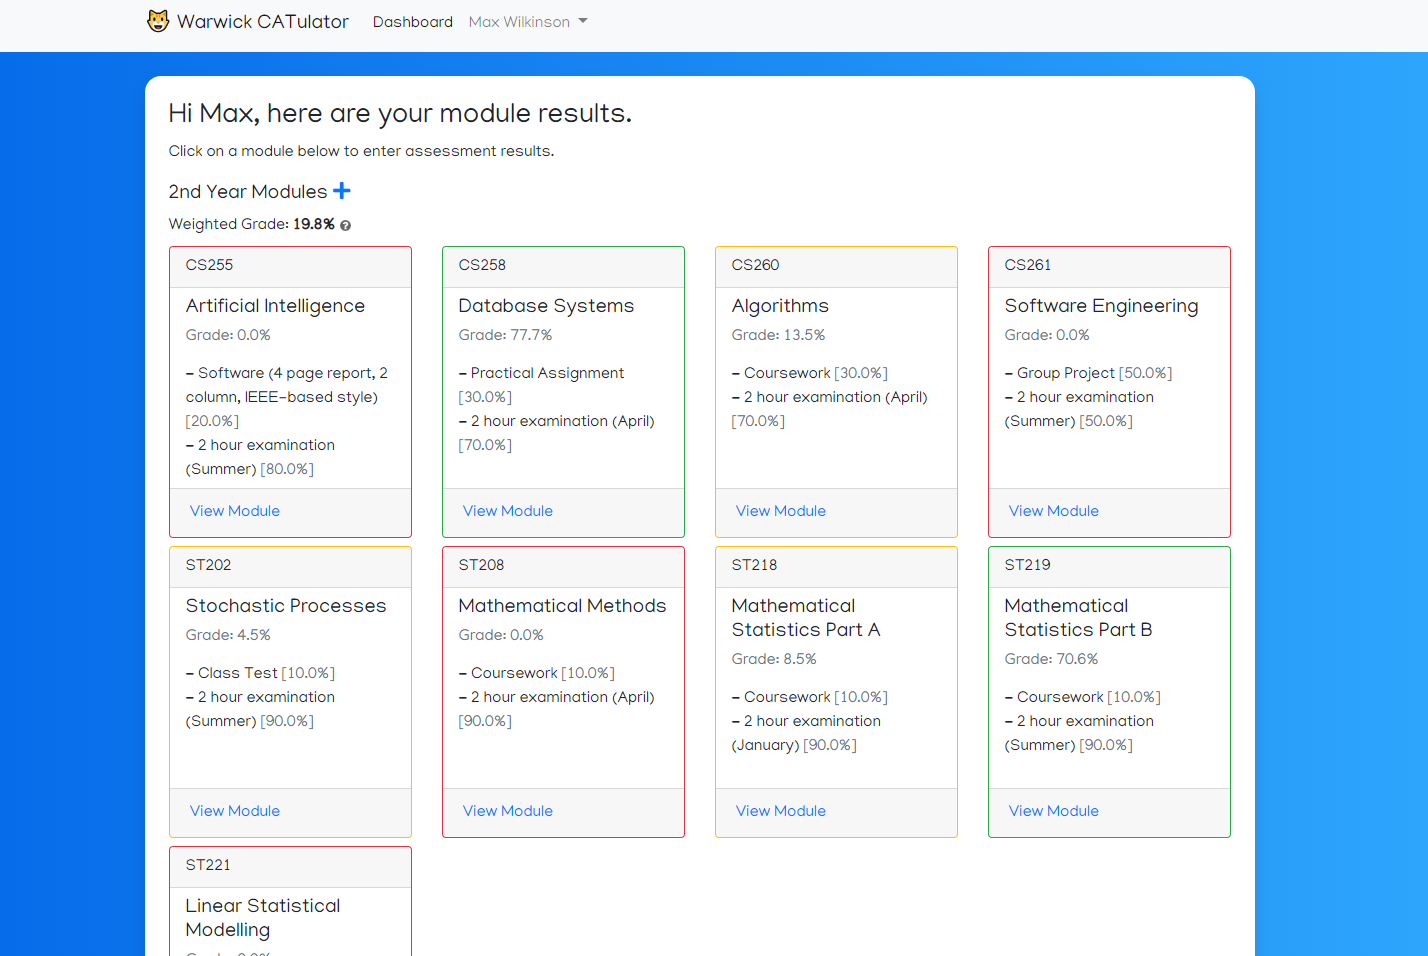 Warwick CATulator Dashboard Max Wilkinson
Hi Max, here are your module results.
Click on a module below to enter assessment results.
2nd Year Modules
Weighted Grade: 19.8%
CS255
Artificial Intelligence
Grade: 0.0%
– Software (4 page report, 2
column, IEEE-based style)
[20.0%]
– 2 hour examination
(Summer) [80.0%]
View Module
CS258
Database Systems
Grade: 77.7%
– Practical Assignment
[30.0%]
– 2 hour examination (April)
[70.0%]
View Module
CS260
Algorithms
Grade: 13.5%
– Coursework [30.0%]
– 2 hour examination (April)
[70.0%]
View Module
CS261
Software Engineering
Grade: 0.0%
– Group Project [50.0%]
– 2 hour examination
(Summer) [50.0%]
View Module
ST202
Stochastic Processes
Grade: 4.5%
– Class Test [10.0%]
– 2 hour examination
(Summer) [90.0%]
View Module
ST208
Mathematical Methods
Grade: 0.0%
– Coursework [10.0%]
– 2 hour examination (April)
[90.0%]
View Module
ST218
Mathematical
Statistics Part A
Grade: 8.5%
– Coursework [10.0%]
– 2 hour examination
(January) [90.0%]
View Module
ST219
Mathematical
Statistics Part B
Grade: 70.6%
– Coursework [10.0%]
– 2 hour examination
(Summer) [90.0%]
View Module
ST221
Linear Statistical
Modelling